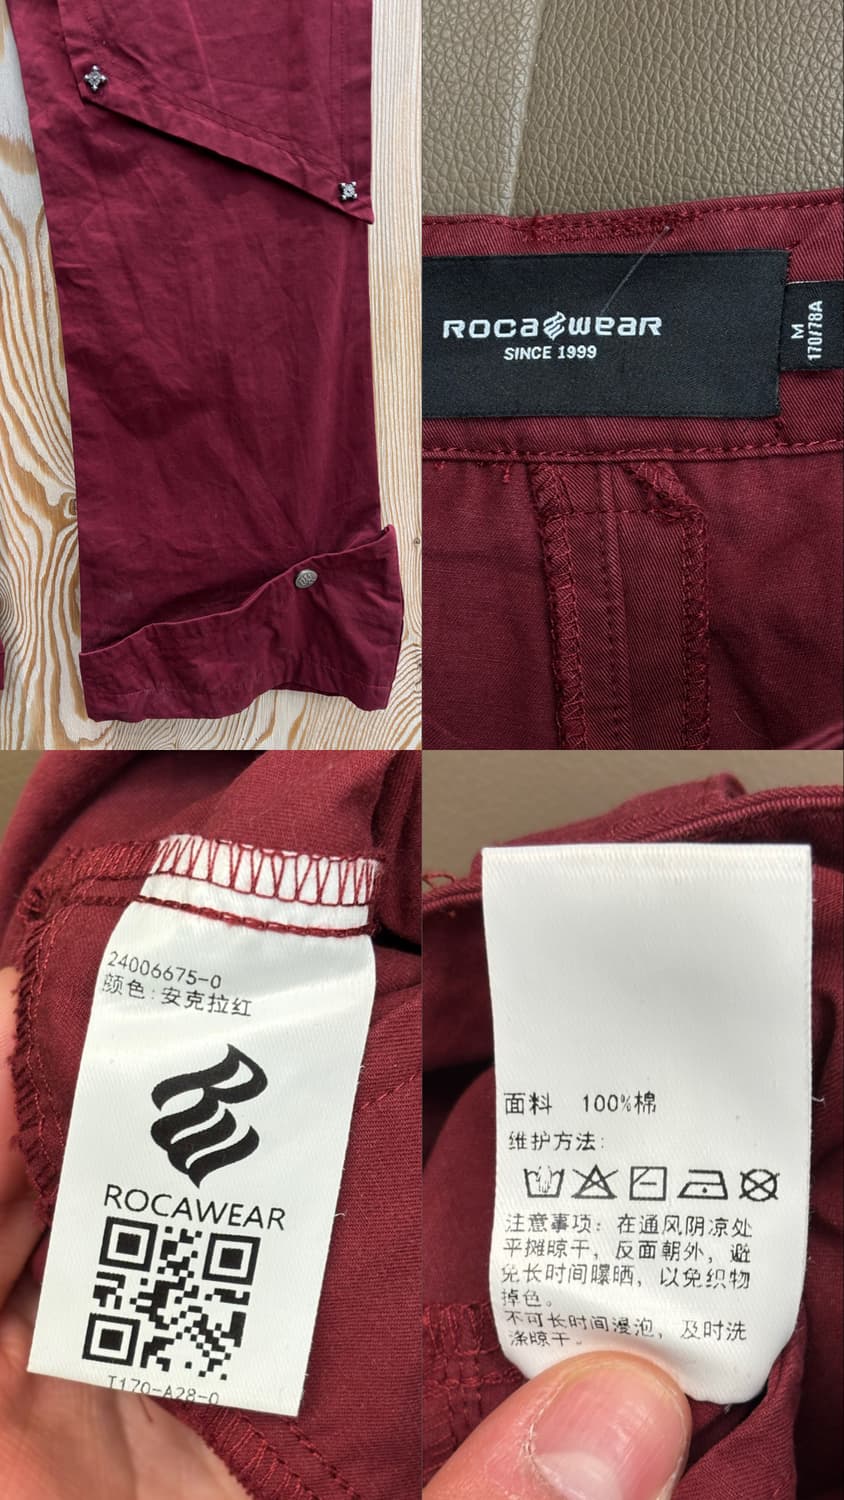 ROCAWEAR
SINCE 1999
M
170/78A
24006675-0
颜色:安克拉红
ROCAWEAR
T170-A28-0
面料 100%棉
维护方法:
注意事项: 在通风阴凉处
平摊晾干, 反面朝外, 避
免长时间曝晒, 以免织物
掉色。
不可长时间漫泡, 及时洗
涤晾干。